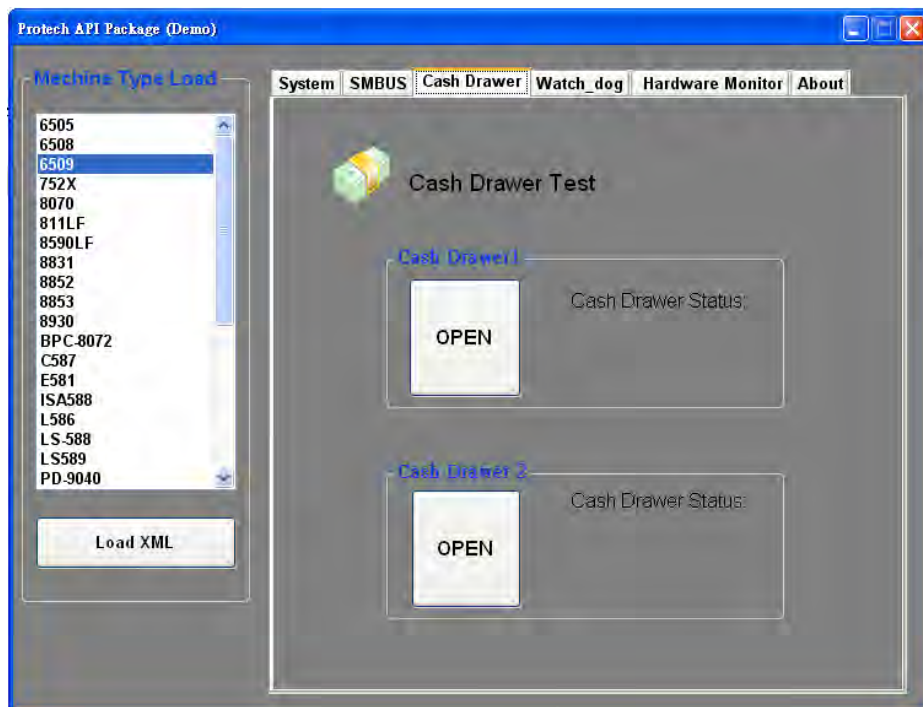 Protech API Package (Demo)
Mechine Type Load
6505
6508
6509
752X
8070
811LF
8590LF
8831
8852
8853
8930
BPC-8072
C587
E581
ISA588
L586
LS-588
LS589
PD-9040
Load XML
System SMBUS Cash Drawer Watch_dog Hardware Monitor About
Cash Drawer Test
Cash Drawer1
OPEN
Cash Drawer Status:
Cash Drawer 2
OPEN
Cash Drawer Status: